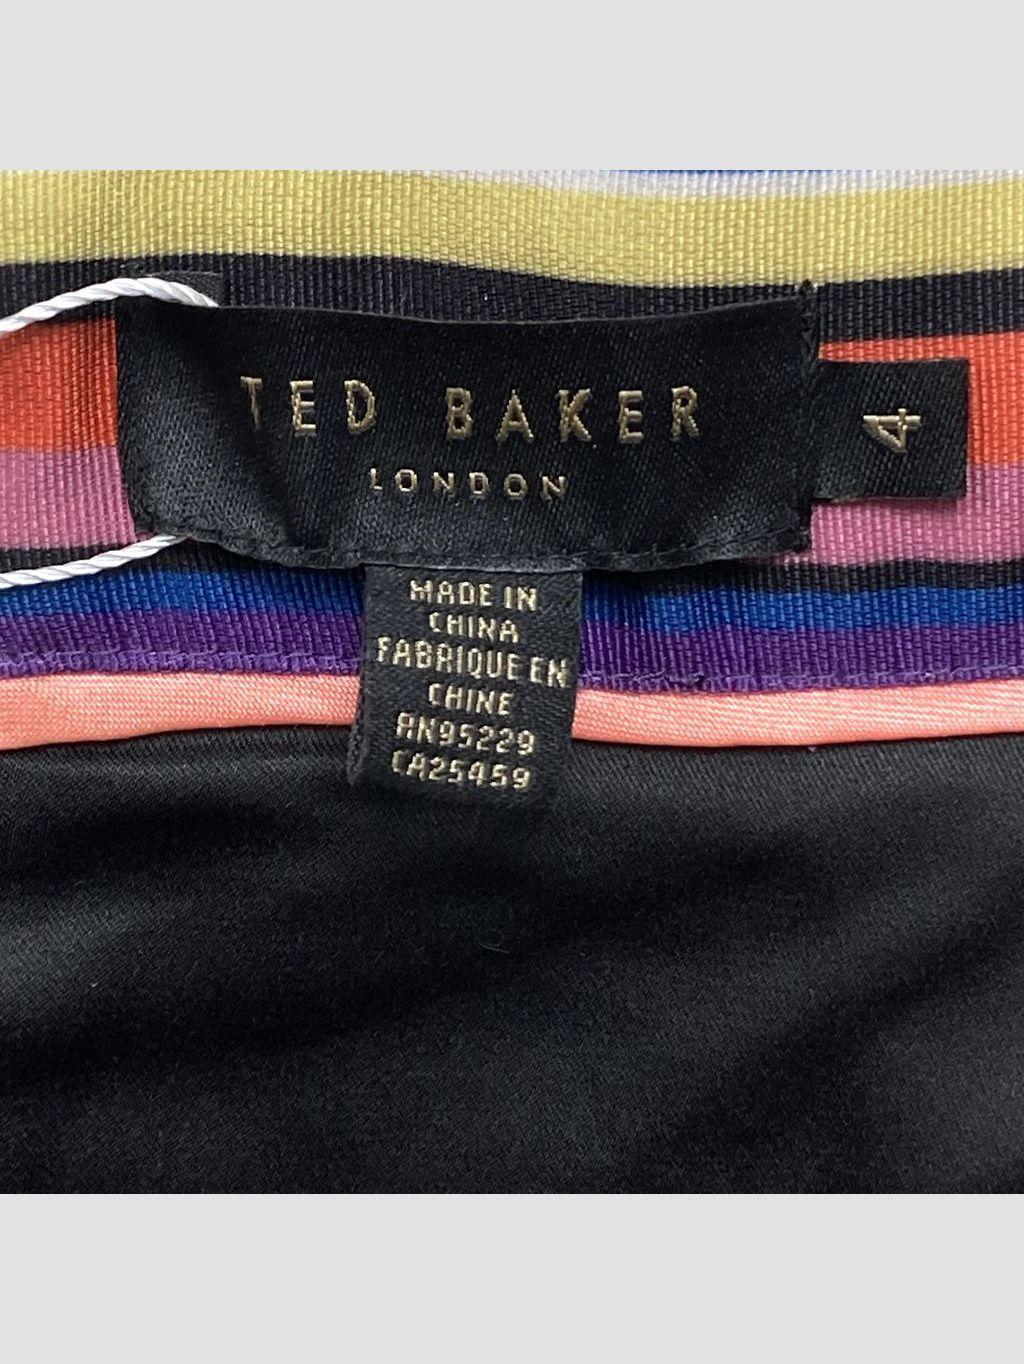 TED BAKER
LONDON
4
MADE IN
CHINA
FABRIQUE EN
CHINE
AN95229
CA25459